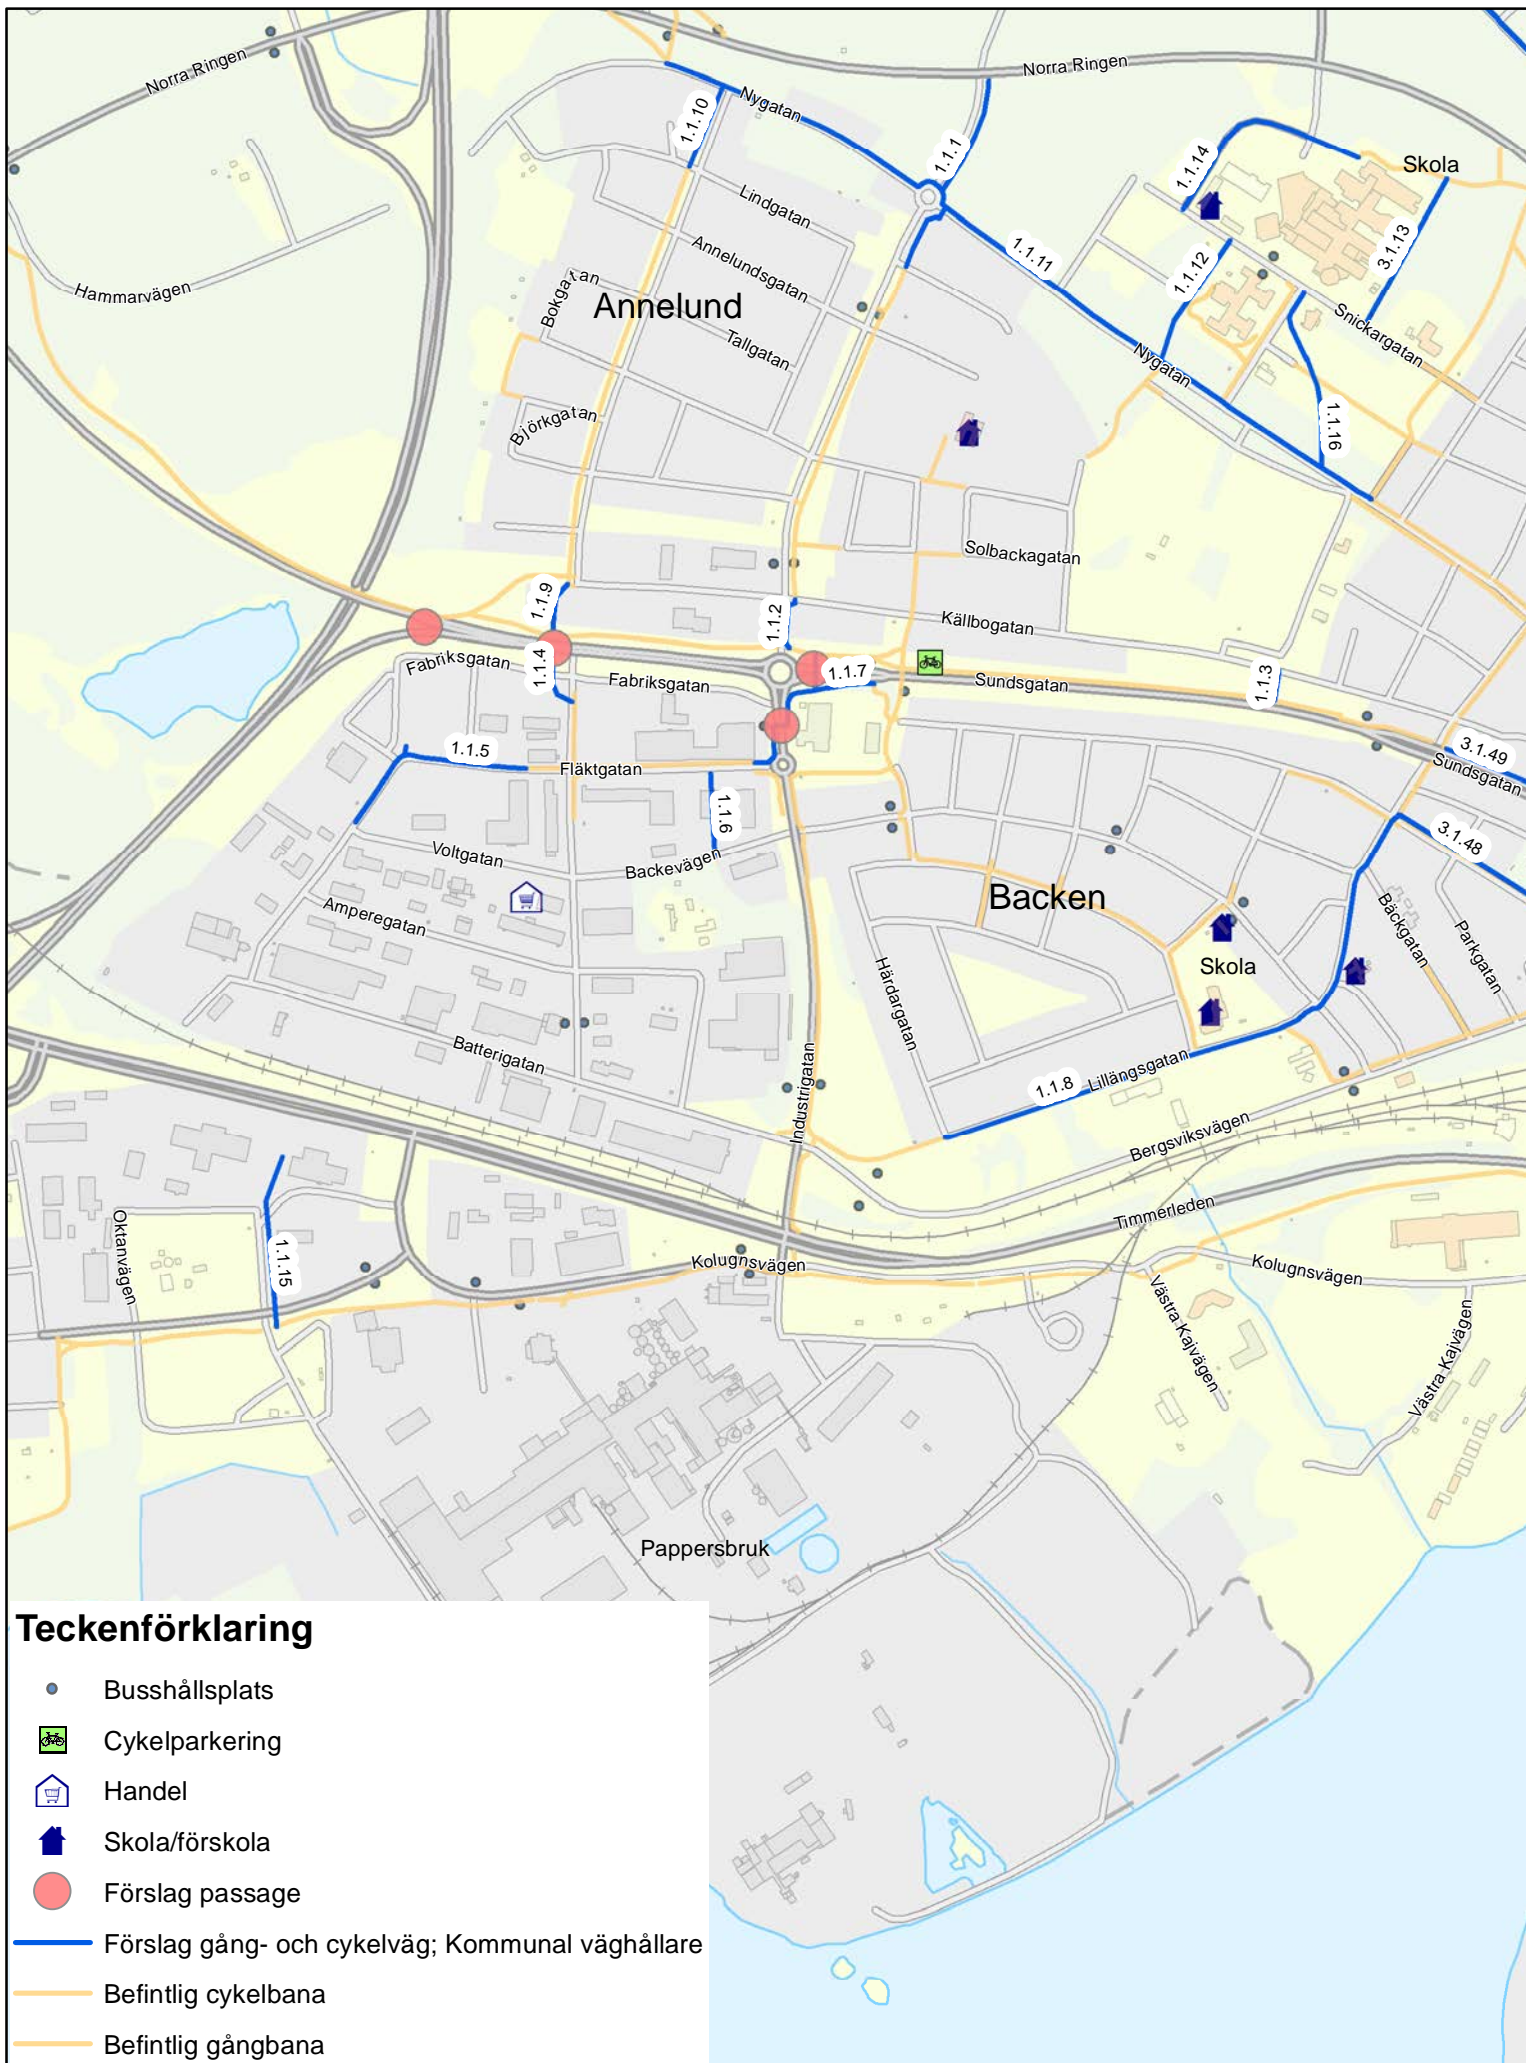 Norra Ringen
Norra Ringen
1.1.10
Nygatan
1.1.1
1.1.14
Skola
Lindgatan
1.1.11
1.1.12
3.1.13
Annelundsgatan
Hammarvägen
Annelund
Snickargatan
Tallgatan
Nygatan
Björkgatan
1.1.16
Solbackagatan
1.1.9
1.1.2
Källbogatan
Fabriksgatan
1.1.4
Fabriksgatan
1.1.7
Sundsgatan
1.1.3
1.1.5
Fläktgatan
3.1.49
Sundsgatan
1.1.6
3.1.48
Voltgatan
Backevägen
Backen
Amperegatan
Bäckgatan
Parkgatan
Skola
Härdargatan
Batterigatan
Industrigatan
1.1.8
Lillängsgatan
Bergsviksvägen
Timmerleden
Oktanvägen
1.1.15
Kolugnsvägen
Kolugnsvägen
Västra Kajvägen
Västra Kajvägen
Pappersbruk
Teckenförklaring
Busshållsplats
Cykelparkering
Handel
Skola/förskola
Förslag passage
Förslag gång- och cykelväg; Kommunal väghållare
Befintlig cykelbana
Befintlig gångbana